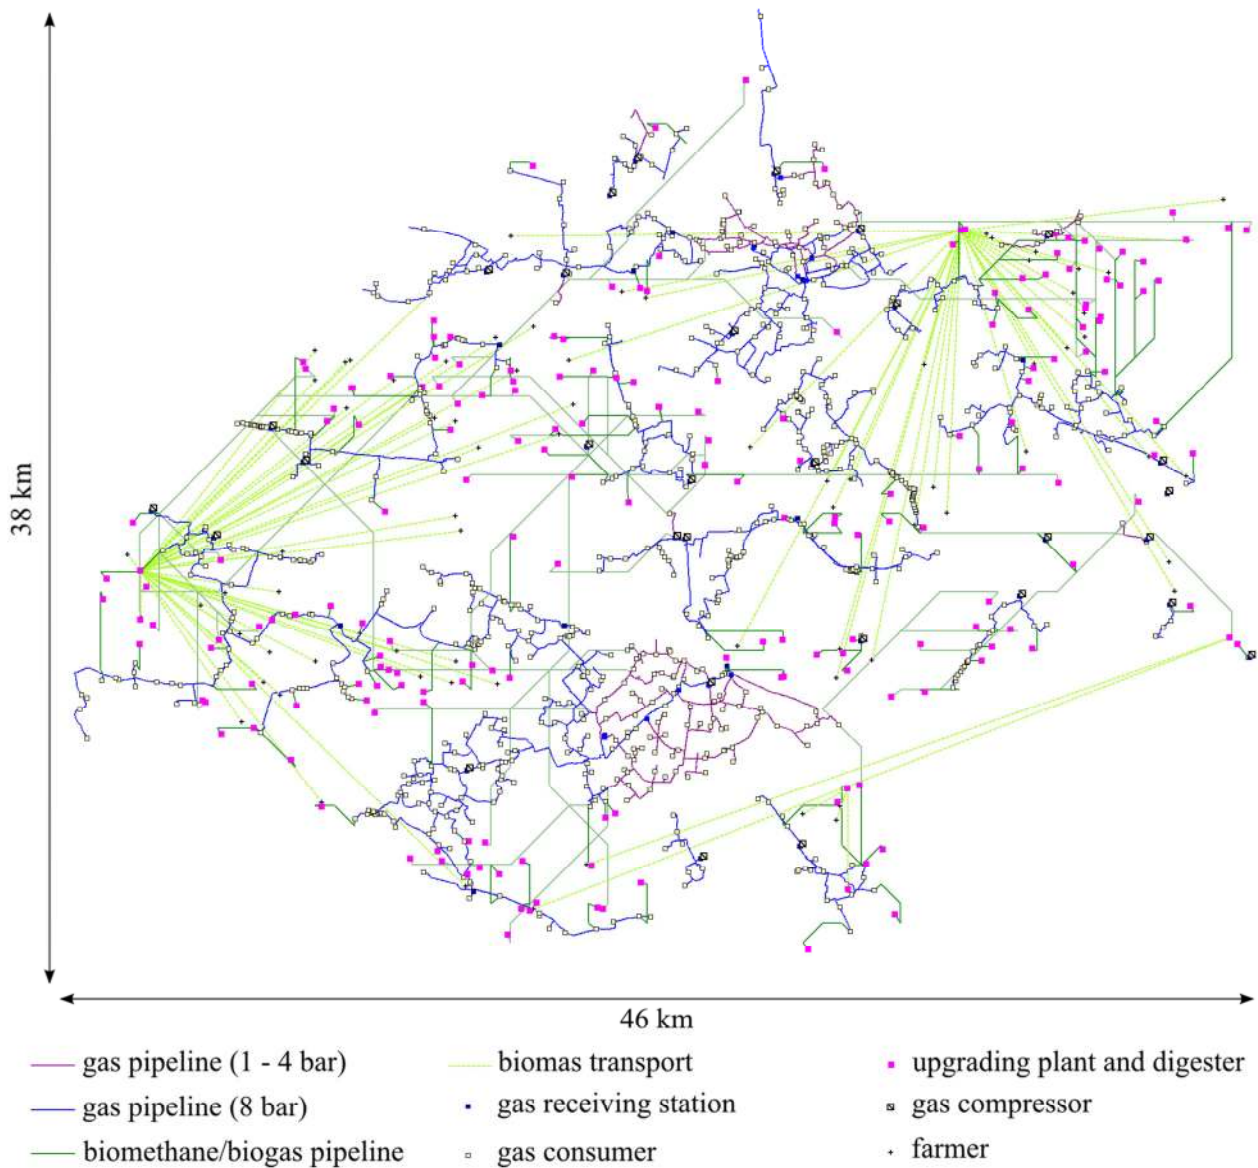 38 km
46 km
gas pipeline (1 - 4 bar)
biomas transport
upgrading plant and digester
gas pipeline (8 bar)
gas receiving station
gas compressor
biomethane/biogas pipeline
gas consumer
farmer